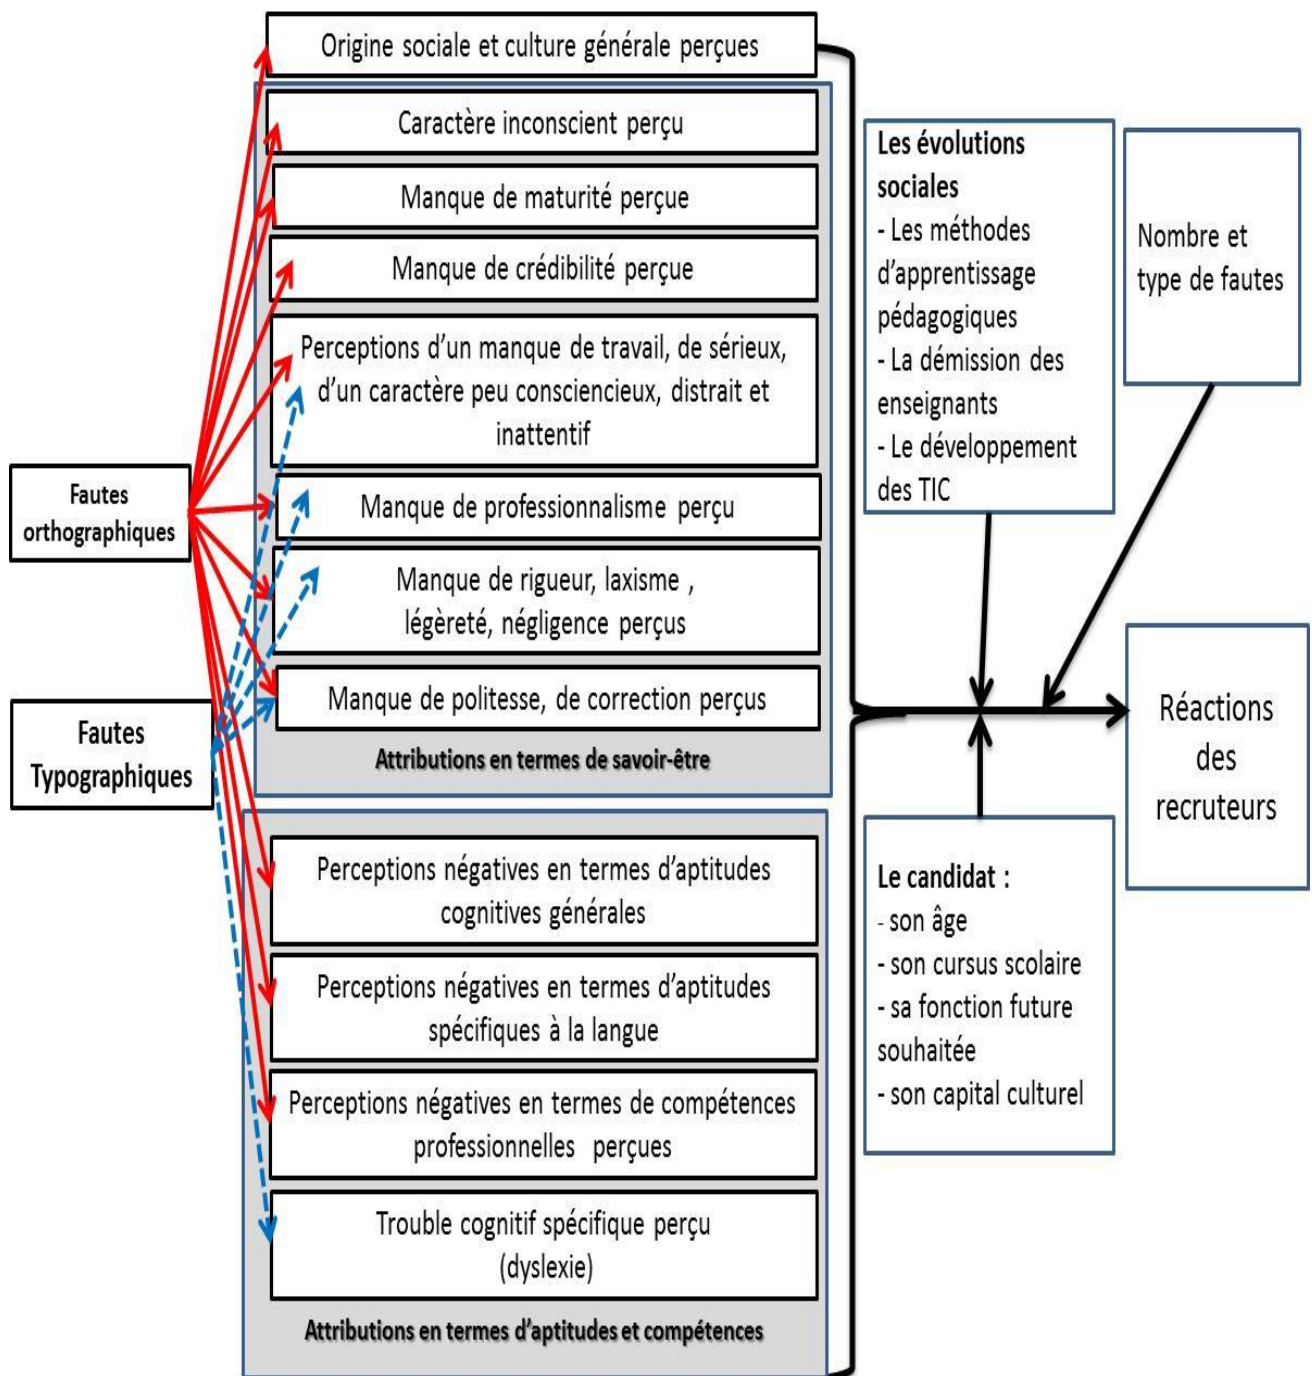 Origine sociale et culture générale perçues
Caractère inconscient perçu
Manque de maturité perçue
Manque de crédibilité perçue
Perceptions d'un manque de travail, de sérieux,
d'un caractère peu consciencieux, distrait et
inattentif
Manque de professionnalisme perçu
Manque de rigueur, laxisme ,
légèreté, négligence perçus
Manque de politesse, de correction perçus
Attributions en termes de savoir-être
Fautes
orthographiques
Fautes
Typographiques
Perceptions négatives en termes d'aptitudes
cognitives générales
Perceptions négatives en termes d'aptitudes
spécifiques à la langue
Perceptions négatives en termes de compétences
professionnelles perçues
Trouble cognitif spécifique perçu
(dyslexie)
Attributions en termes d'aptitudes et compétences
Les évolutions
sociales
- Les méthodes
d'apprentissage
pédagogiques
- La démission des
enseignants
- Le développement
des TIC
Nombre et
type de fautes
Le candidat :
- son âge
- son cursus scolaire
- sa fonction future
souhaitée
- son capital culturel
Réactions
des
recruteurs